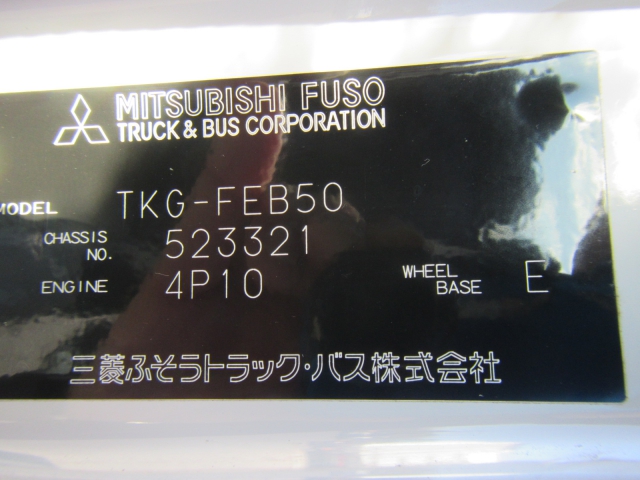 MITSUBISHI FUSO
TRUCK & BUS CORPORATION
MODEL TKG-FEB50
CHASSIS NO. 523321
ENGINE 4P10 WHEEL BASE E
三菱ふそうトラック・バス株式会社